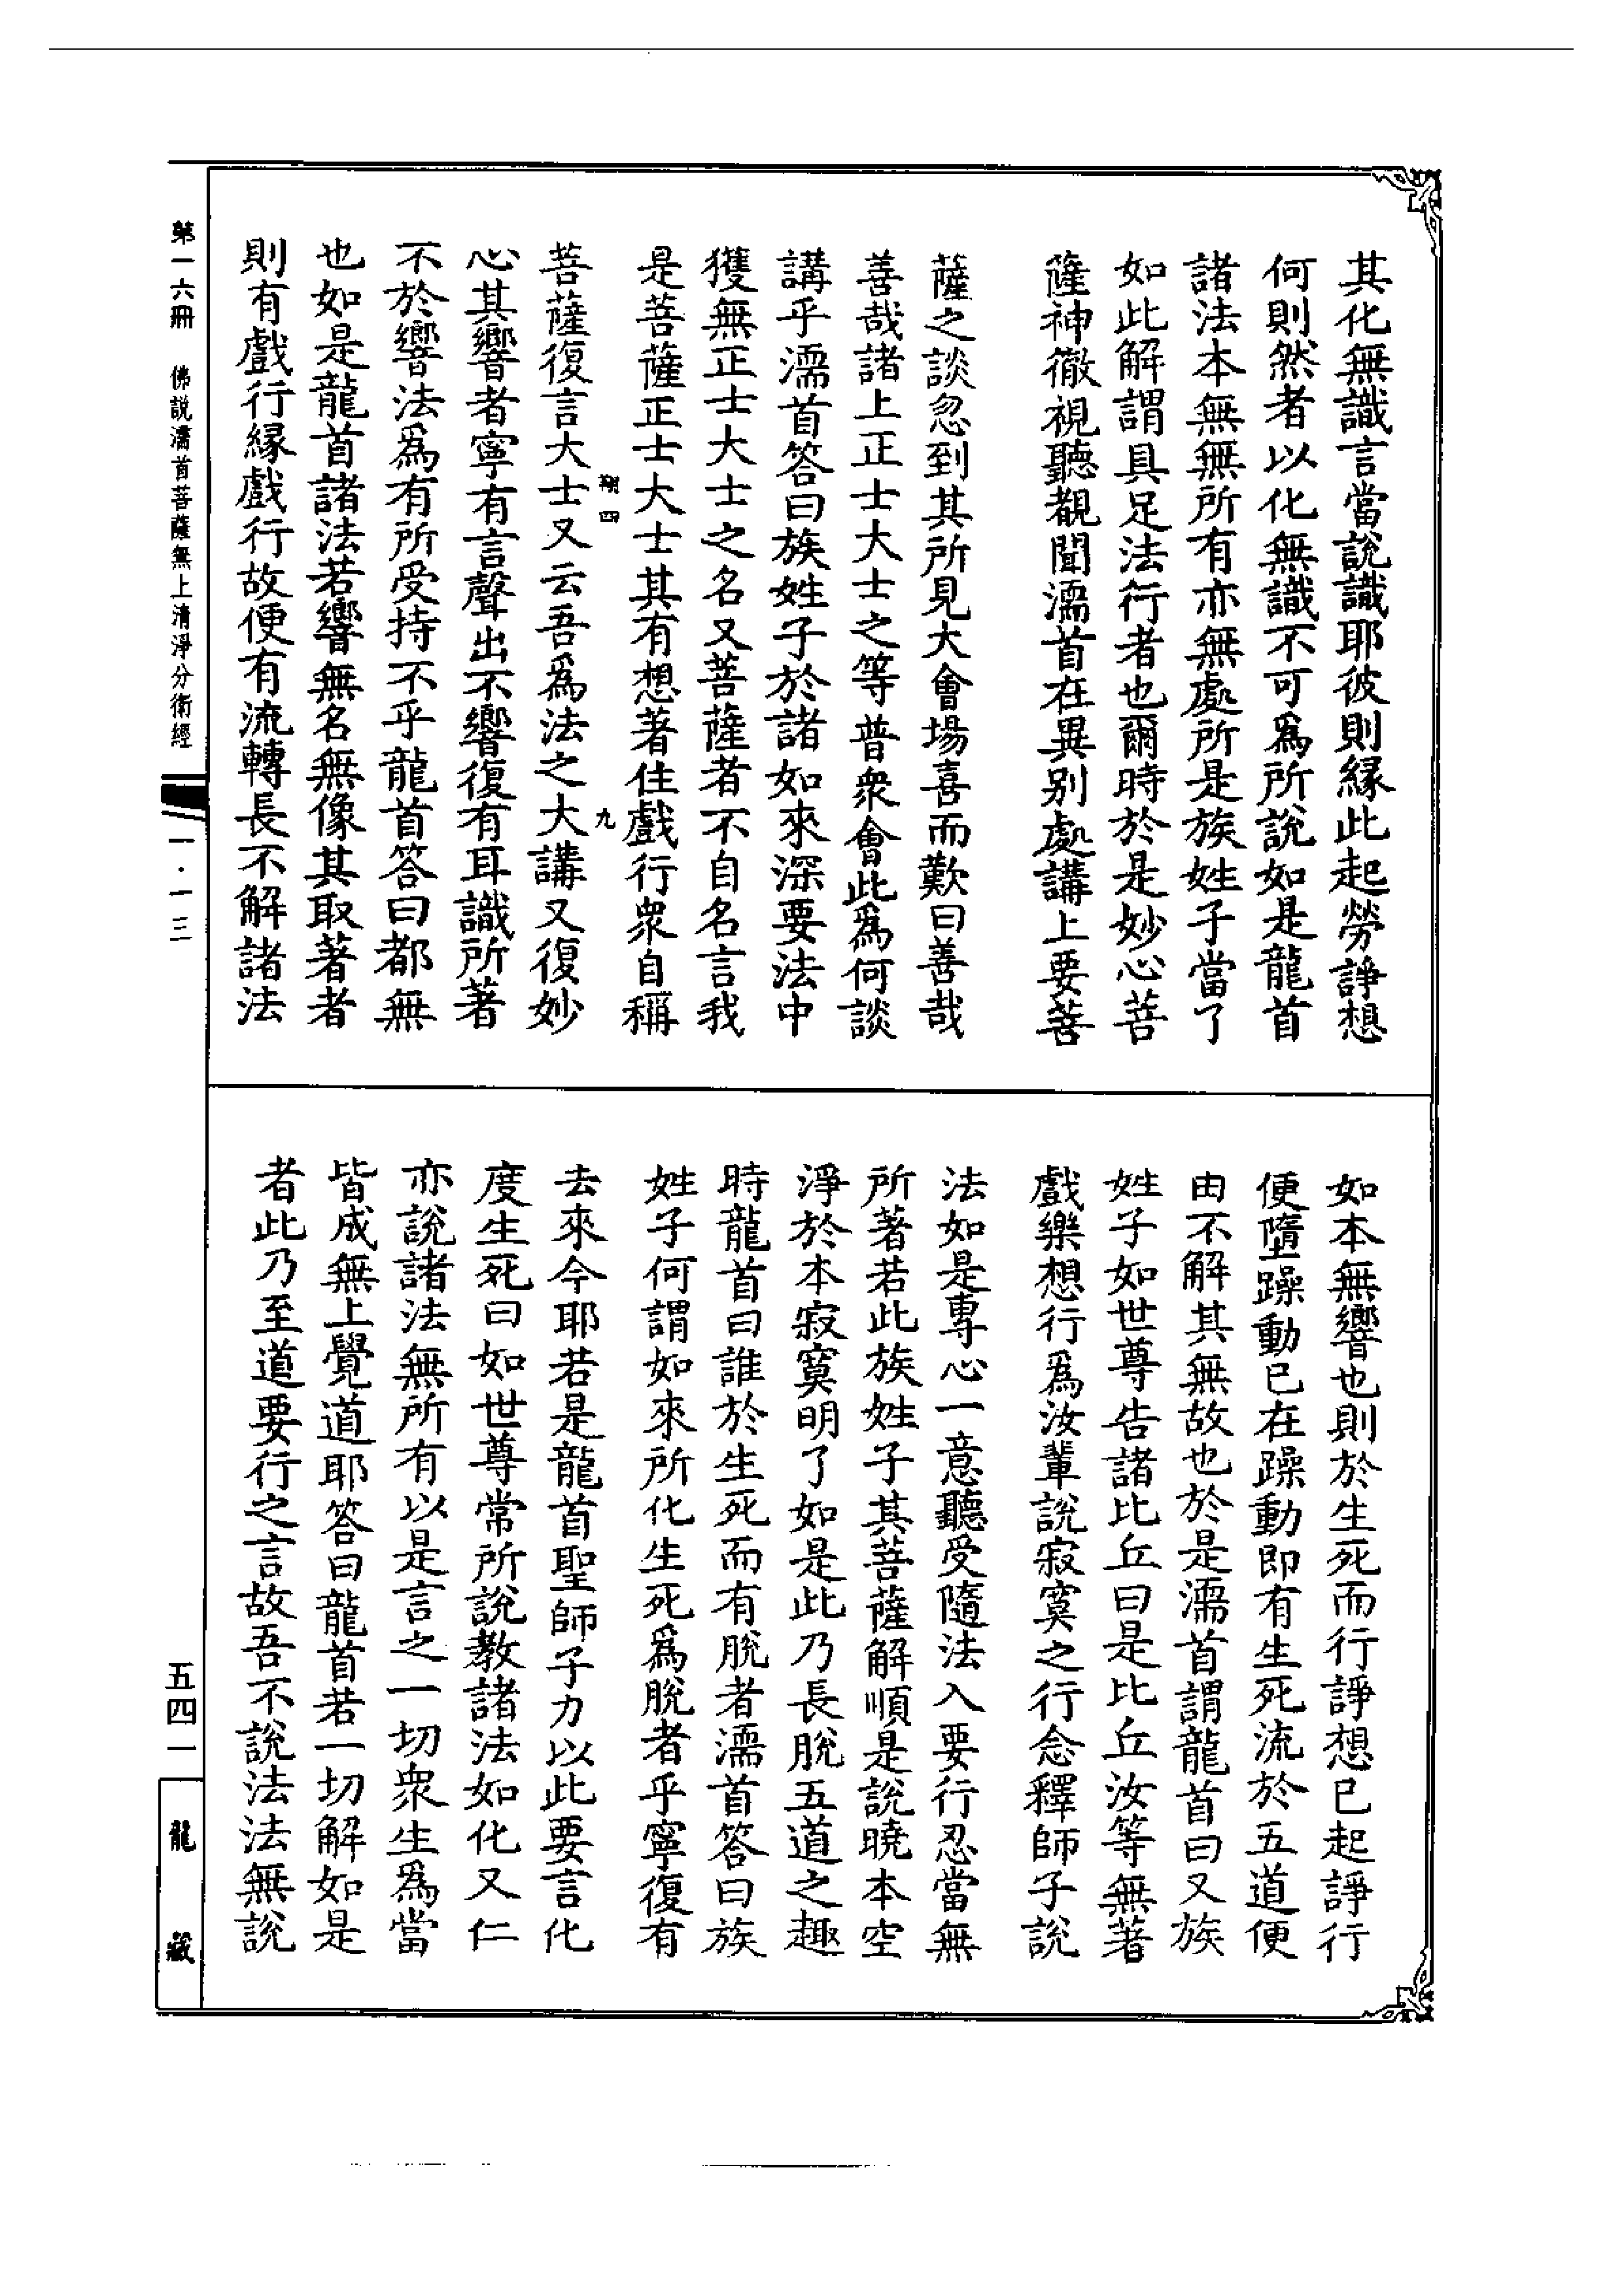 其化無識言當說識耶彼則縁此起勞諍想
何則然者以化無識不可爲所說如是龍首
諸法本無無所有亦無處所是族姓子當了
如此解謂具足法行者也爾時於是妙心菩
薩神徹視聽覩聞濡首在異別處講上要菩
薩之談忽到其所見大會場喜而歎曰善哉
善哉諸上正士大士之等普衆會此爲何談
講乎濡首答曰族姓子於諸如來深要法中
獲無正士大士之名又菩薩者不自名言我
是菩薩正士大士其有想著住戲行衆自稱
翔四 九
菩薩復言大士又云吾爲法之大講又復妙
心其響者寧有言聲出不響復有耳識所著
不於響法爲有所受持不乎龍首答曰都無
也如是龍首諸法若響無名無像其取著者
則有戲行緣戲行故便有流轉長不解諸法
如本無響也則於生死而行諍想已起諍行
便墮躁動已在躁動即有生死流於五道便
由不解其無故也於是濡首謂龍首曰又族
姓子如世尊告諸比丘曰是比丘汝等無著
戲樂想行爲汝輩說寂寞之行念釋師子說
法如是專心一意聽受隨法入要行忍當無
所著若此族姓子其菩薩解順是說曉本空
淨於本寂寞明了如是此乃長脫五道之趣
時龍首曰誰於生死而有脫者濡首答曰族
姓子何謂如來所化生死爲脫者乎寧復有
去來今耶若是龍首聖師子力以此要言化
度生死曰如世尊常所說教諸法如化又仁
亦說諸法無所有以是言之一切衆生爲當
皆成無上覺道耶答曰龍首若一切解如是
者此乃至道要行之言故吾不說法法無說
第一六冊 佛說濡首菩薩無上清淨分衛經
一·一三
五四一
龍藏